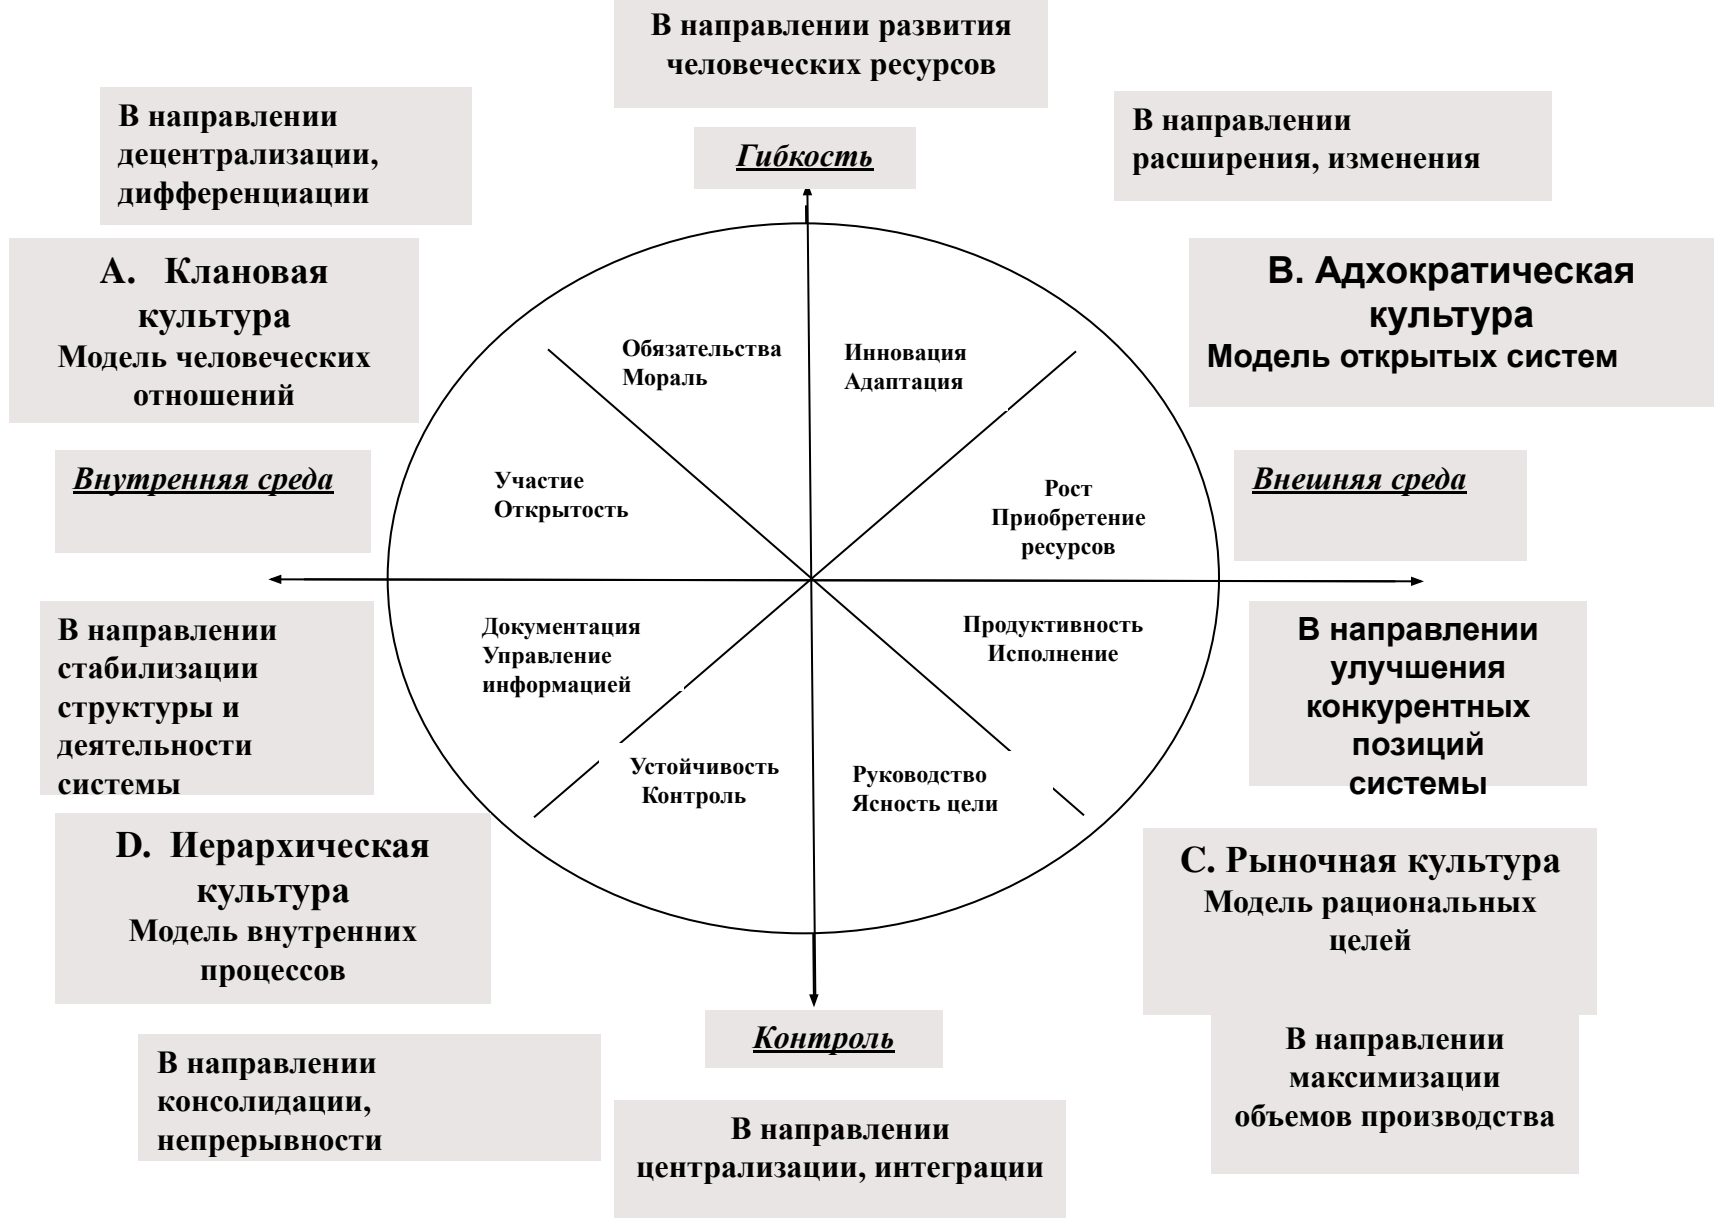 В направлении развития
человеческих ресурсов
В направлении
децентрализации,
дифференциации
В направлении
расширения, изменения
Гибкость
A. Клановая
культура
Модель человеческих
отношений
B. Адхократическая
культура
Модель открытых систем
Обязательства
Мораль
Инновация
Адаптация
Внутренняя среда
Внешняя среда
Участие
Открытость
Рост
Приобретение
ресурсов
В направлении
стабилизации
структуры и
деятельности
системы
Документация
Управление
информацией
Продуктивность
Исполнение
В направлении
улучшения
конкурентных
позиций
системы
Устойчивость
Контроль
Руководство
Ясность цели
D. Иерархическая
культура
Модель внутренних
процессов
C. Рыночная культура
Модель рациональных
целей
Контроль
В направлении
консолидации,
непрерывности
В направлении
централизации, интеграции
В направлении
максимизации
объемов производства